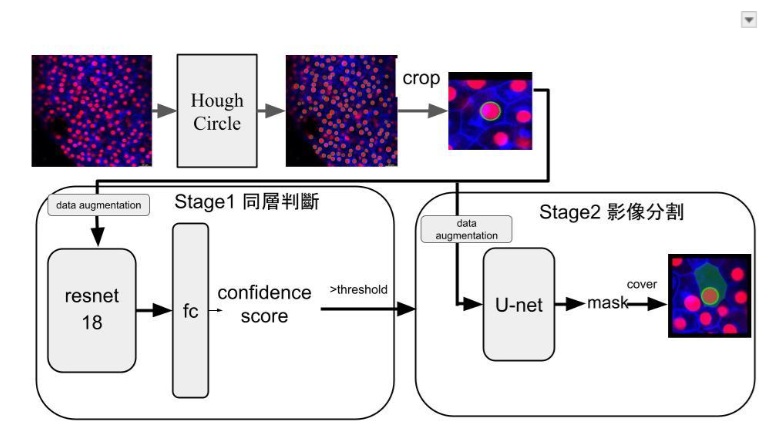 Hough
Circle
crop
data augmentation
Stage1 同層判斷
resnet
18
fc
confidence
score
>threshold
data
augmentation
Stage2 影像分割
U-net
mask
cover